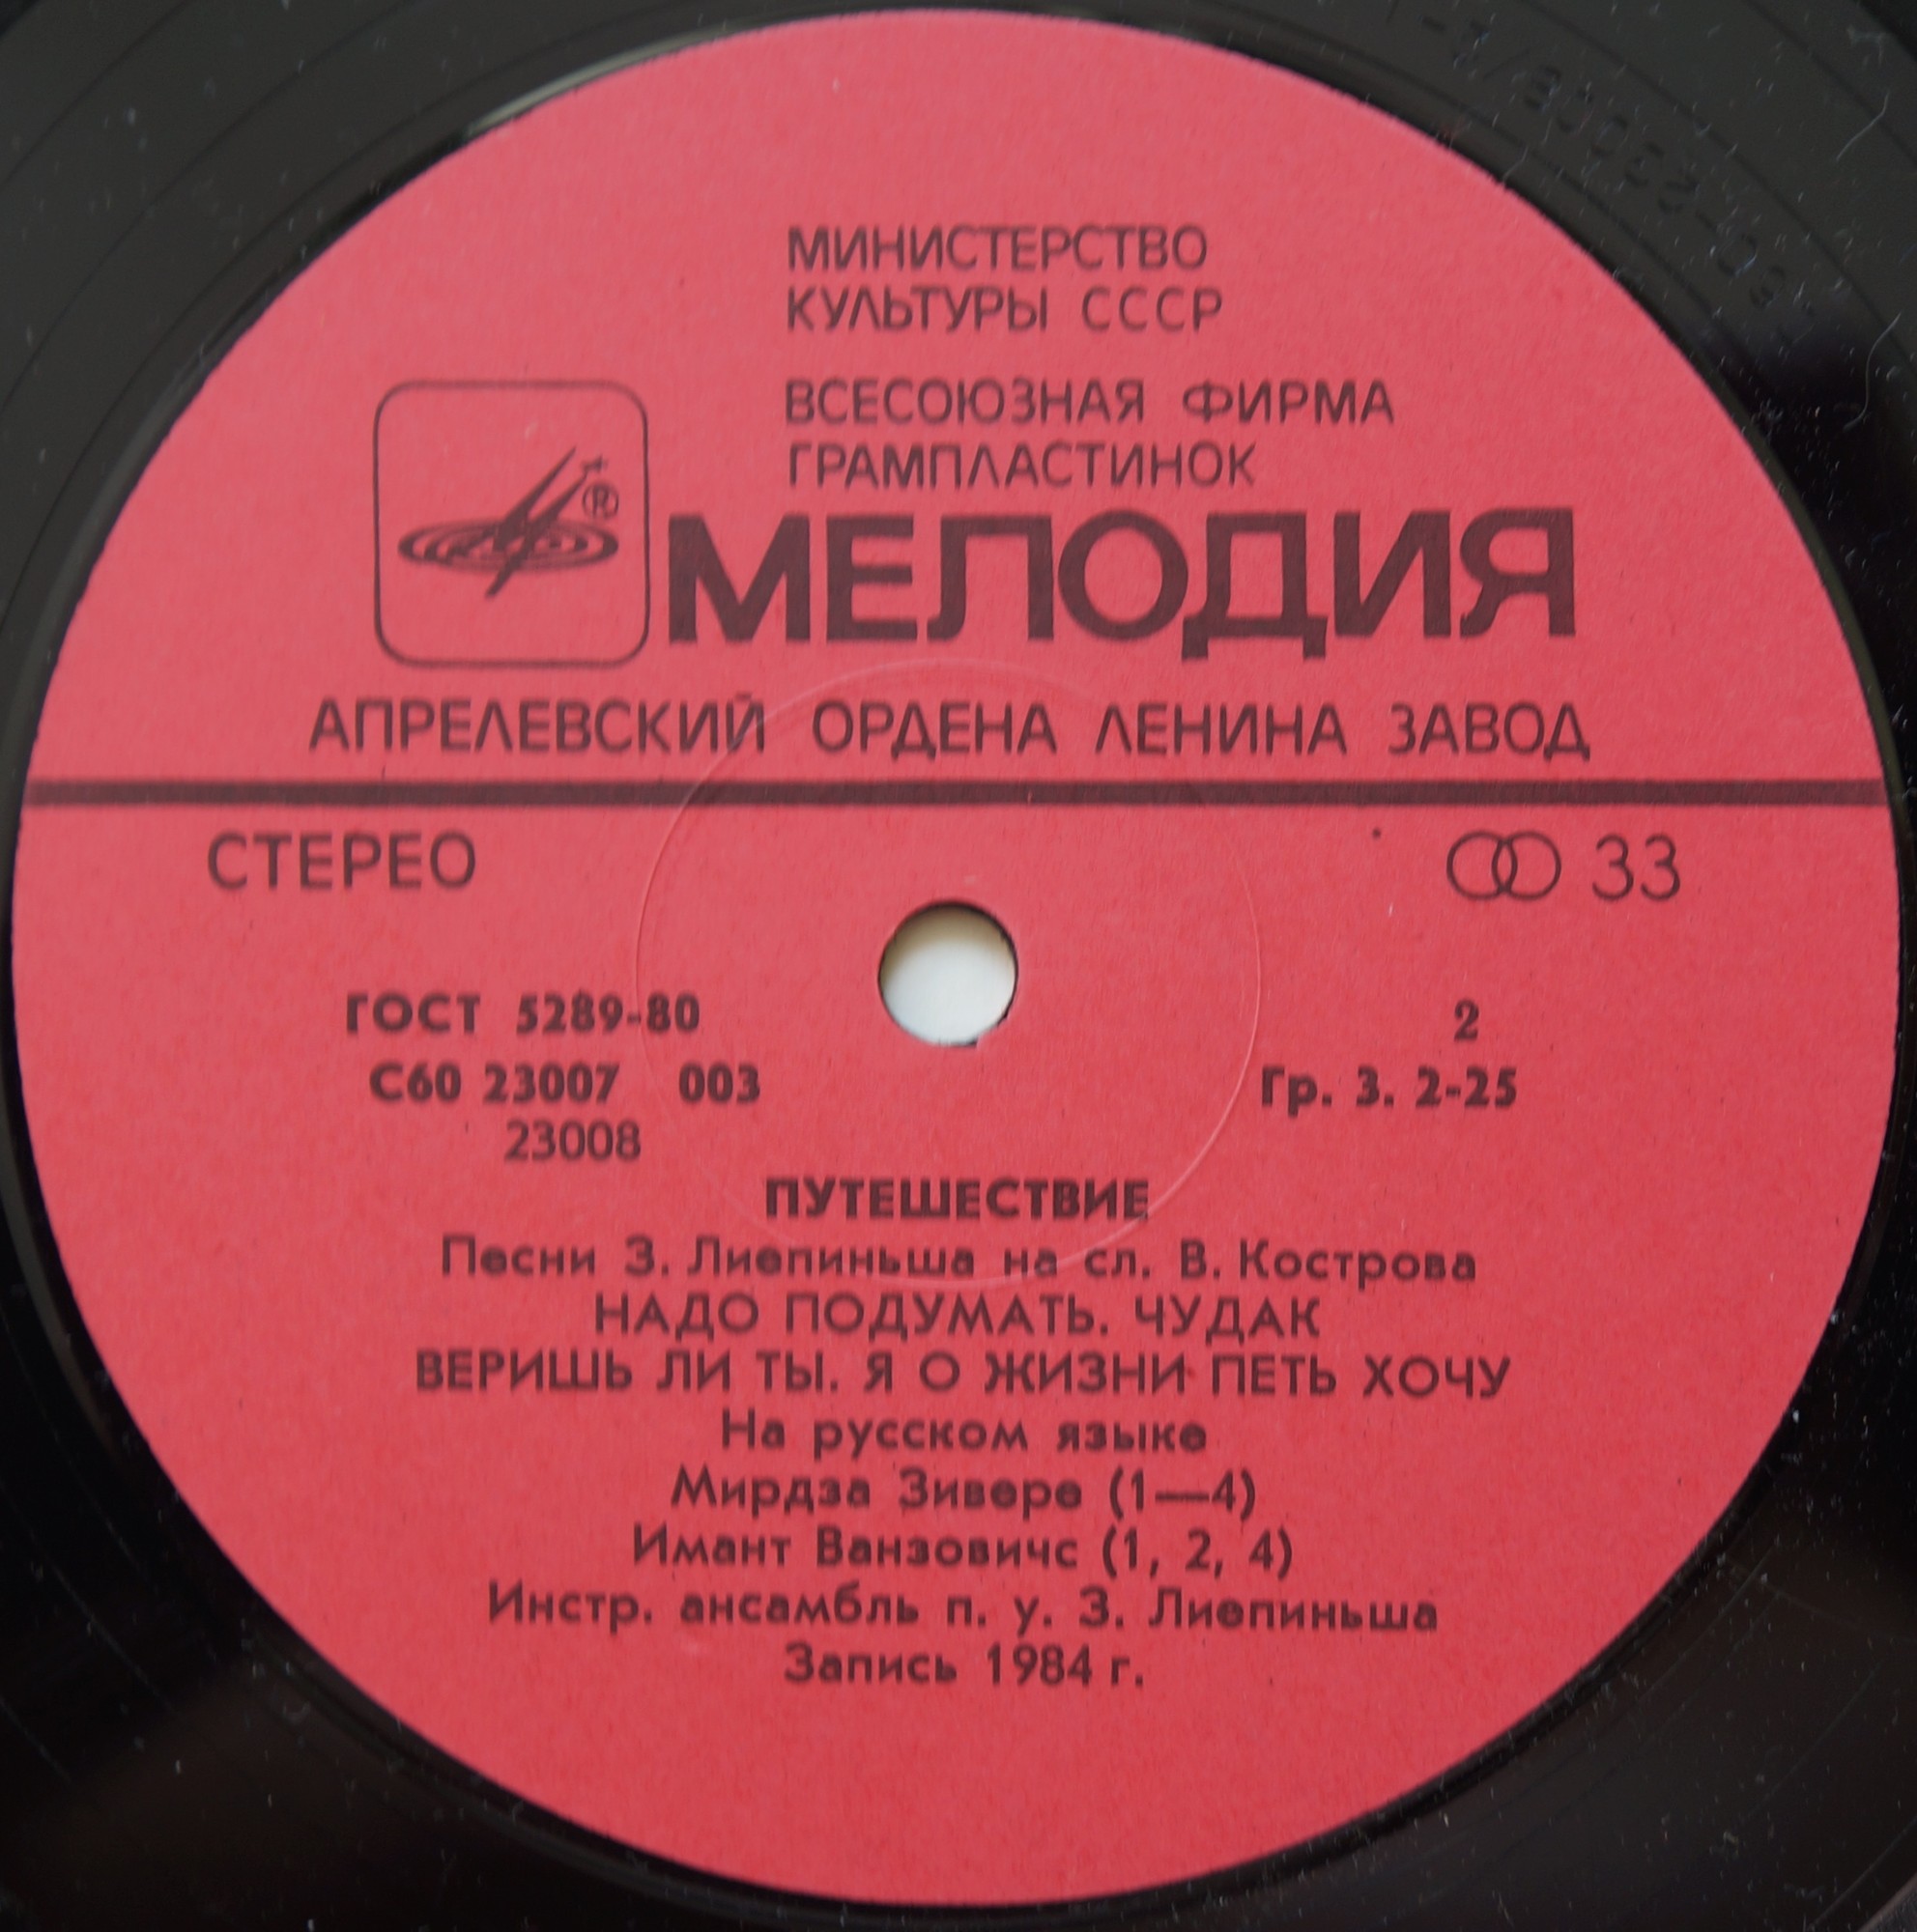 МИНИСТЕРСТВО
КУЛЬТУРЫ СССР
ВСЕСОЮЗНАЯ ФИРМА
ГРАМПЛАСТИНОК
®
МЕЛОДИЯ
АПРЕЛЕВСКИЙ ОРДЕНА ЛЕНИНА ЗАВОД
СТЕРЕО
33
ГОСТ 5289-80
2
С60 23007 003
Гр. 3. 2-25
23008
ПУТЕШЕСТВИЕ
Песни З. Лиепиньша на сл. В. Кострова
НАДО ПОДУМАТЬ. ЧУДАК
ВЕРИШЬ ЛИ ТЫ. Я О ЖИЗНИ ПЕТЬ ХОЧУ
На русском языке
Мирдза Зивере (1—4)
Имант Ванзовичс (1, 2, 4)
Инстр. ансамбль п. у. З. Лиепиньша
Запись 1984 г.